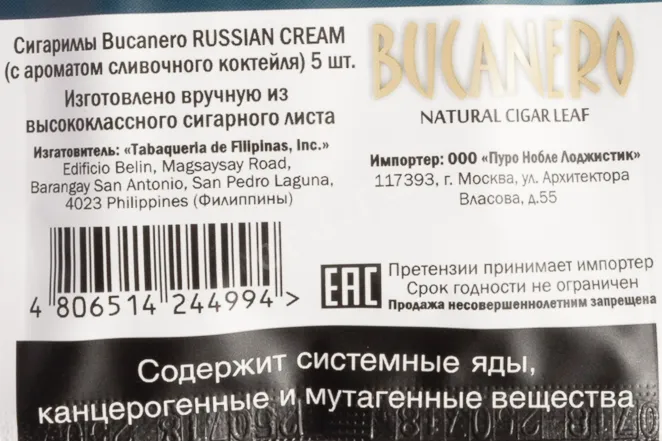 Сигариллы Bucanero RUSSIAN CREAM
(с ароматом сливочного коктейля) 5 шт.
Изготовлено вручную из
высококлассного сигарного листа
Изгатовитель: «Tabaqueria de Filipinas, Inc.»
Edificio Belin, Magsaysay Road,
Barangay San Antonio, San Pedro Laguna,
4023 Philippines (Филиппины)
4 806514 244994 >
BUCANERO
NATURAL CIGAR LEAF
Импортер: ООО «Пуро Нобле Лоджистик»
117393, г. Москва, ул. Архитектора
Власова, д.55
EAC
Претензии принимает импортер
Срок годности не ограничен
Продажа несовершеннолетним запрещена
Содержит системные яды,
канцерогенные и мутагенные вещества